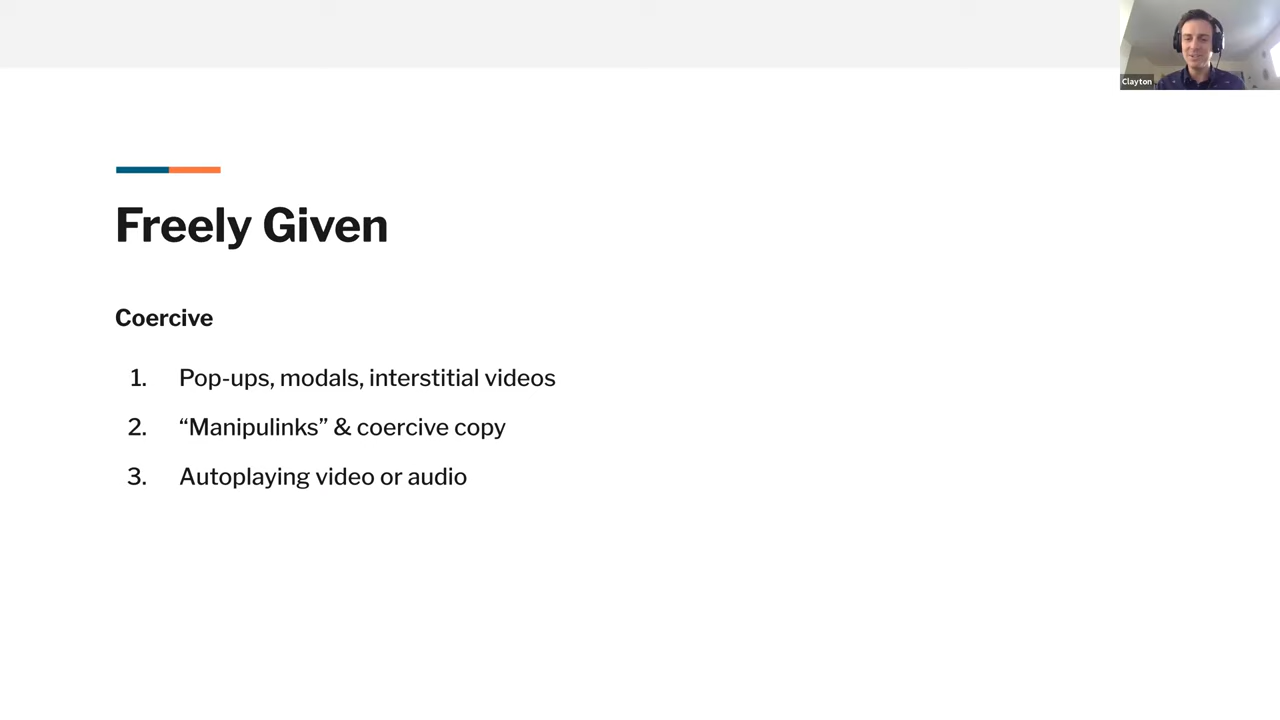 Clayton
Freely Given
Coercive
1. Pop-ups, modals, interstitial videos
2. “Manipulinks” & coercive copy
3. Autoplaying video or audio